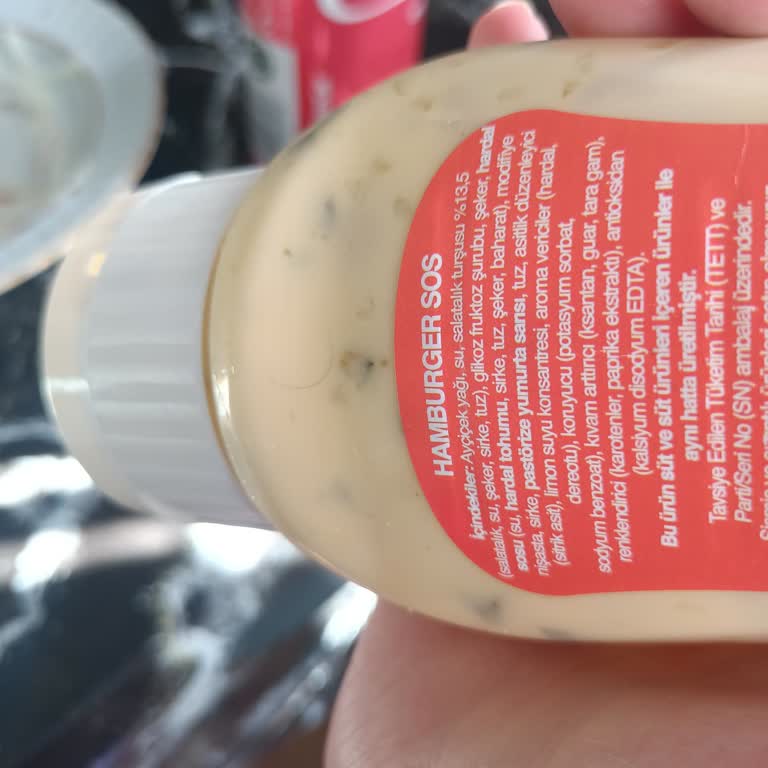 HAMBURGER SOS
İçindekiler: Ayçiçek yağı, su, salatalık turşusu %13,5
(salatalık, su, şeker, sirke, tuz), glikoz fruktoz şurubu, şeker, hardal
sosu (su, hardal tohumu, sirke, tuz, şeker, baharat), modifiye
nişasta, sirke, pastörize yumurta sarısı, tuz, asitlik düzenleyici
(sitrik asit), limon suyu konsantresi, aroma vericiler (hardal,
dereotu), koruyucu (potasyum sorbat,
sodyum benzoat), kıvam arttırıcı (ksantan, guar, tara gam),
renklendirici (karotenler, paprika ekstraktı), antioksidan
(kalsiyum disodyum EDTA).
Bu ürün süt ve süt ürünleri içeren ürünler ile
aynı hatta üretilmiştir.
Tavsiye Edilen Tüketim Tarihi (TETT) ve
Parti/Seri No (SN) ambalaj üzerindedir.